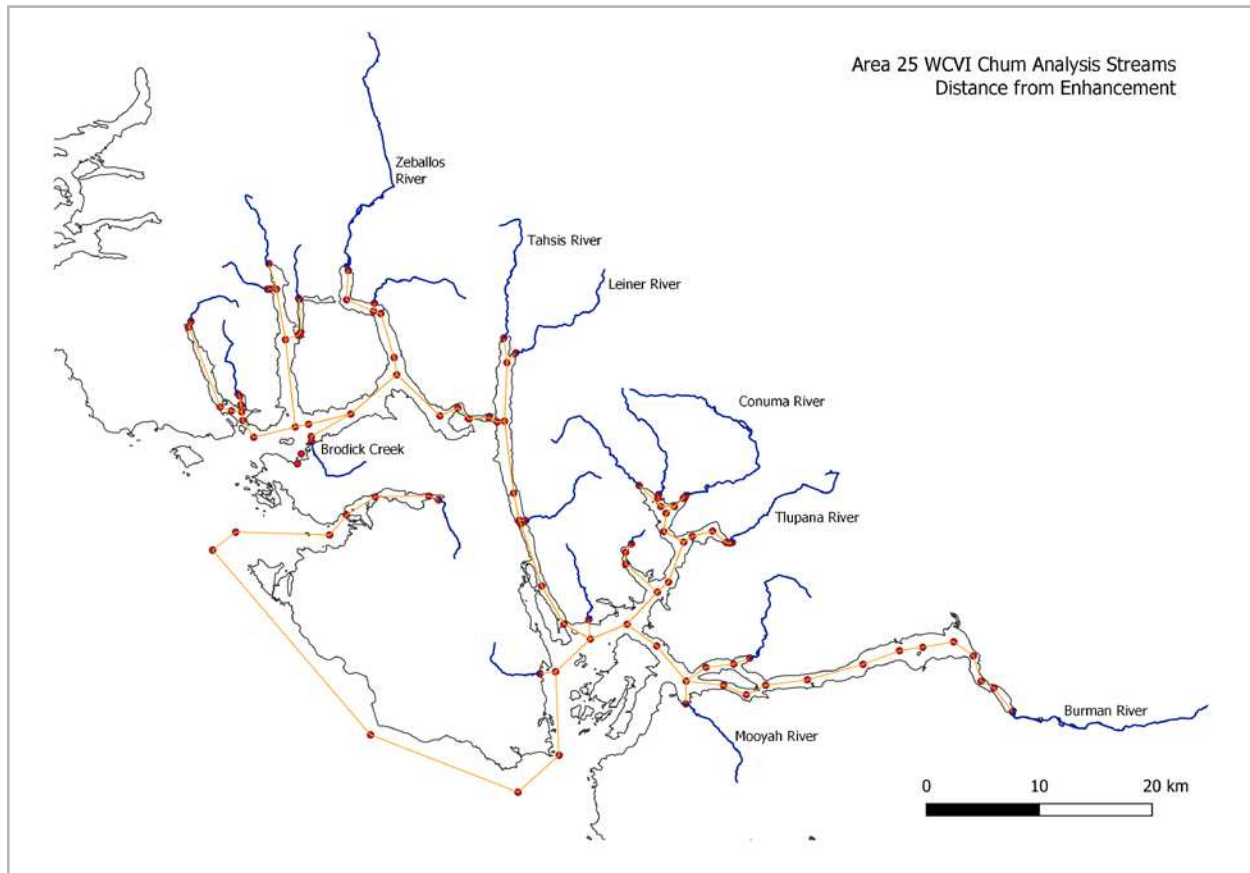 Area 25 WCVI Chum Analysis Streams
Distance from Enhancement
Zeballos
River
Tahsis River
Leiner River
Conuma River
Brodick Creek
Tlupana River
Burman River
Mooyah River
0 10 20 km